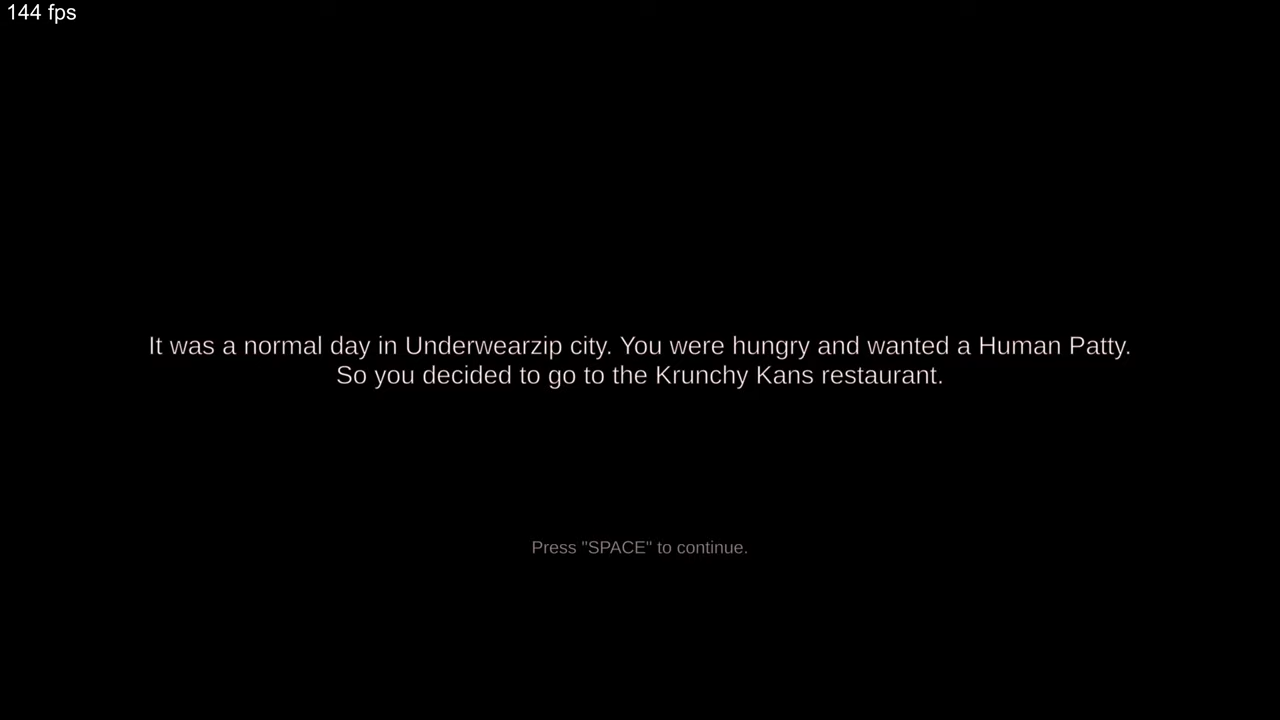 144 fps
It was a normal day in Underwearzip city. You were hungry and wanted a Human Patty.
So you decided to go to the Krunchy Kans restaurant.
Press "SPACE" to continue.